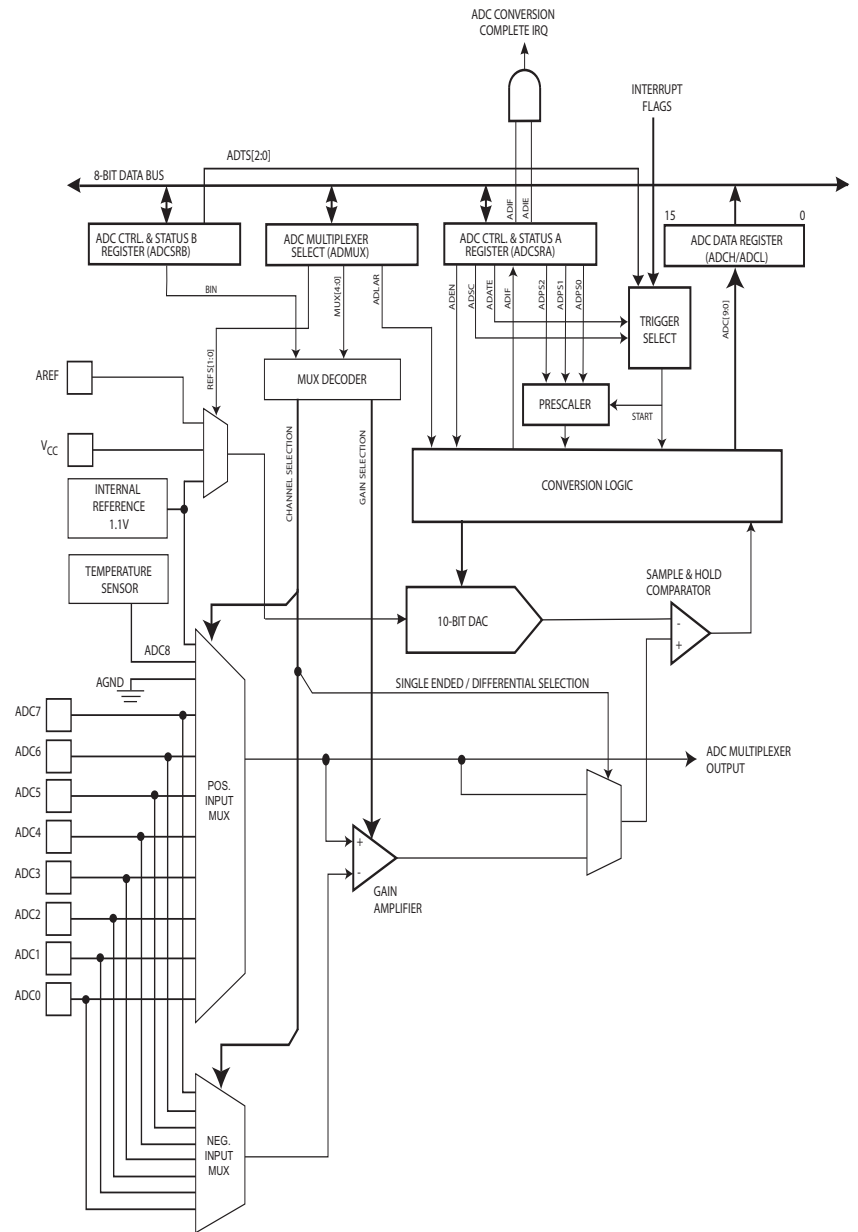 ADC CONVERSION
COMPLETE IRQ
INTERRUPT
FLAGS
ADTS[2:0]
8-BIT DATA BUS
ADIF
ADIE
15
0
ADC CTRL. & STATUS B
REGISTER (ADCSRB)
ADC MULTIPLEXER
SELECT (ADMUX)
ADC CTRL. & STATUS A
REGISTER (ADCSRA)
ADC DATA REGISTER
(ADCH/ADCL)
BIN
REFS[1:0]
MUX[4:0]
ADLAR
ADEN
ADSC
ADATE
ADIF
ADPS2
ADPS1
ADPS0
TRIGGER
SELECT
ADC[9:0]
MUX DECODER
AREF
PRESCALER
START
VCC
CHANNEL SELECTION
GAIN SELECTION
INTERNAL
REFERENCE
1.1V
CONVERSION LOGIC
TEMPERATURE
SENSOR
SAMPLE & HOLD
COMPARATOR
10-BIT DAC
-
+
ADC8
AGND
SINGLE ENDED / DIFFERENTIAL SELECTION
ADC7
ADC6
ADC MULTIPLEXER
OUTPUT
ADC5
POS.
INPUT
MUX
ADC4
+
-
ADC3
GAIN
AMPLIFIER
ADC2
ADC1
ADC0
NEG.
INPUT
MUX